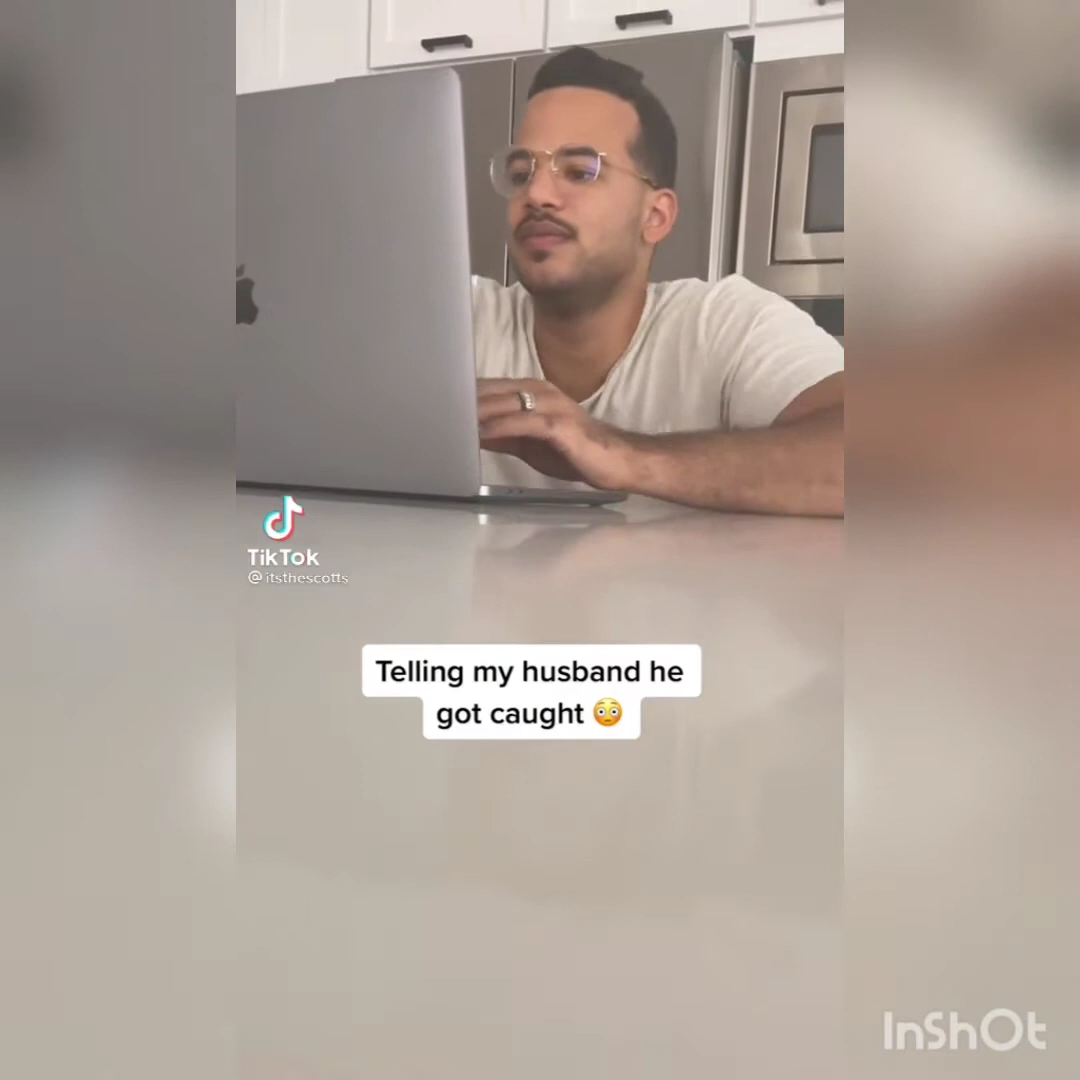 TikTok
@itsthescotts
Telling my husband he
got caught 😳
InShOt